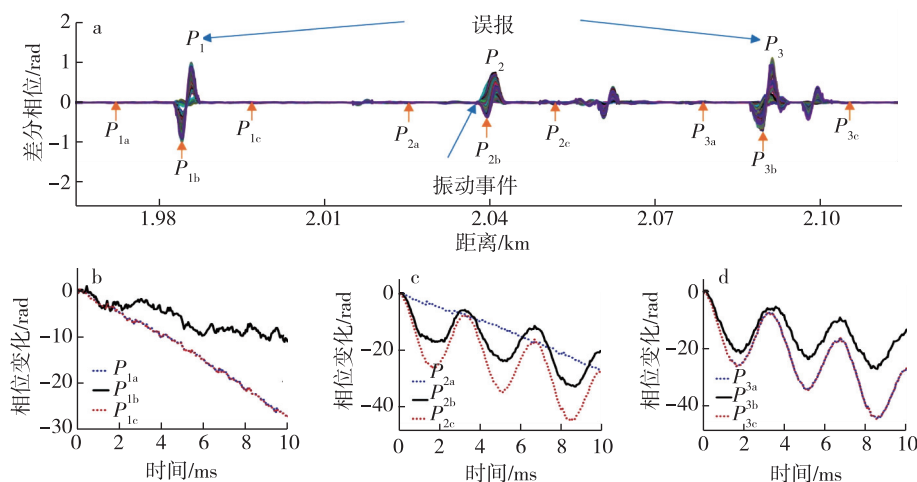 a
误报
2
1
0
−1
−2
差分相位/rad
P1
P2
P3
P1a
P1b
P1c
P2a
P2b
P2c
P3a
P3b
P3c
振动事件
1.98
2.01
2.04
2.07
2.10
距离/km
b
0
−10
−20
−30
相位变化/rad
P1a
P1b
P1c
0
2
4
6
8
10
时间/ms
c
0
−20
−40
相位变化/rad
P2a
P2b
P2c
0
2
4
6
8
10
时间/ms
d
0
−20
−40
相位变化/rad
P3a
P3b
P3c
0
2
4
6
8
10
时间/ms